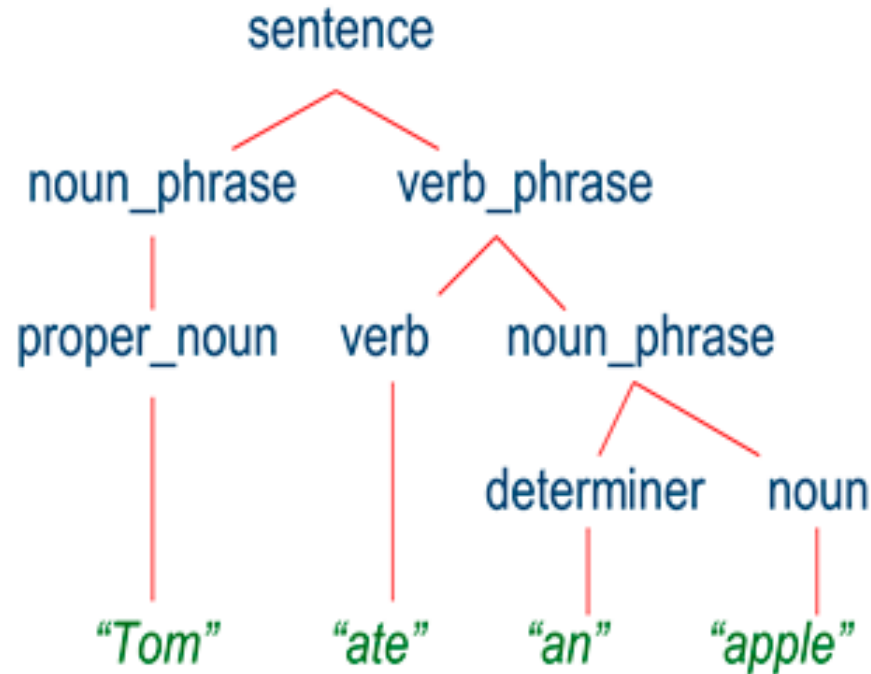 sentence
noun_phrase verb_phrase
proper_noun verb noun_phrase
determiner noun
“Tom” “ate” “an” “apple”